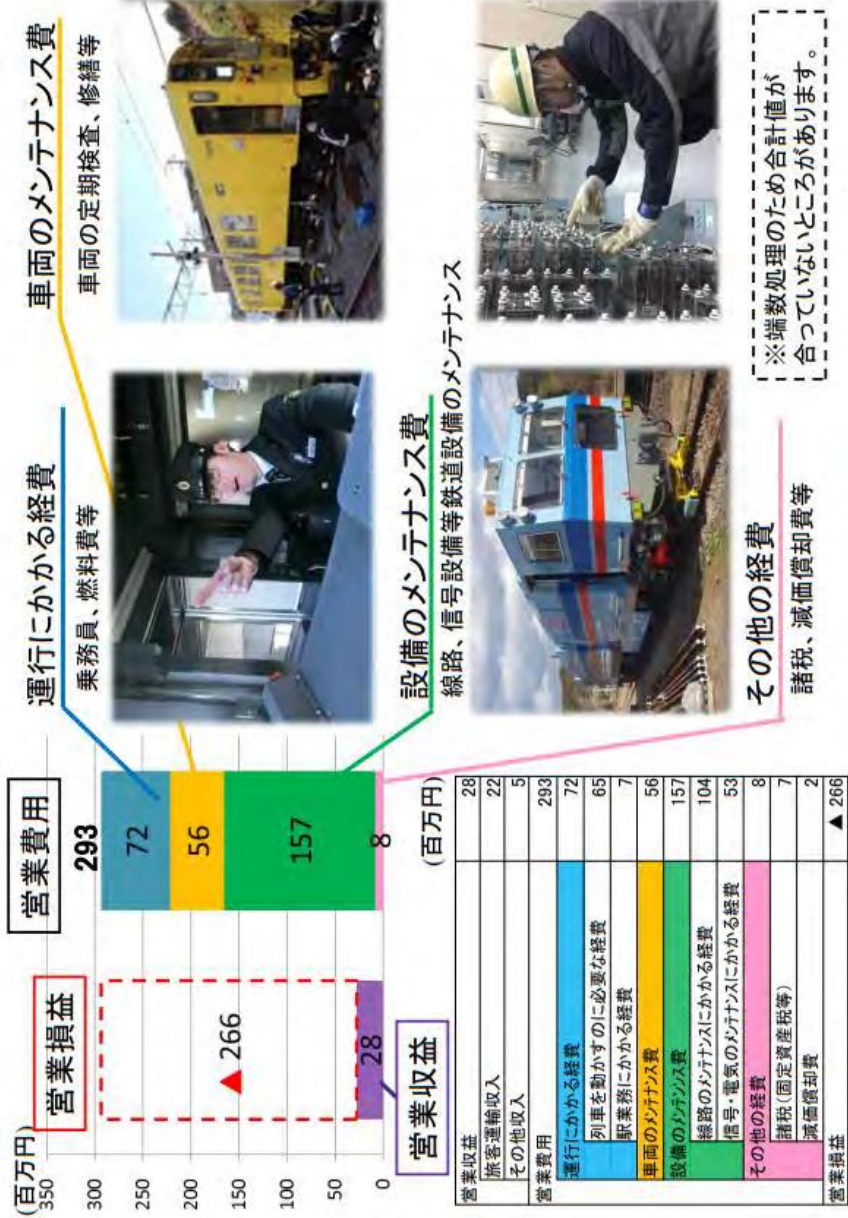 (百万円)
350
300
250
200
150
100
50
0
営業損益
▲ 266
28
営業収益
営業費用
293
72
56
157
8
運行にかかる経費
乗務員、燃料費等
車両のメンテナンス費
車両の定期検査、修繕等
設備のメンテナンス費
線路、信号設備等鉄道設備のメンテナンス
その他の経費
諸税、減価償却費等
※端数処理のため合計値が
合っていないところがあります。
(百万円)
営業収益 28
旅客運輸収入 22
その他収入 5
営業費用 293
運行にかかる経費 72
列車を動かすのに必要な経費 65
駅業務にかかる経費 7
車両のメンテナンス費 56
設備のメンテンンス費 157
線路のメンテナンスにかかる経費 104
信号・電気のメンテナンスにかかる経費 53
その他の経費 8
諸税(固定資産税等) 7
減価償却費 2
営業損益 ▲ 266